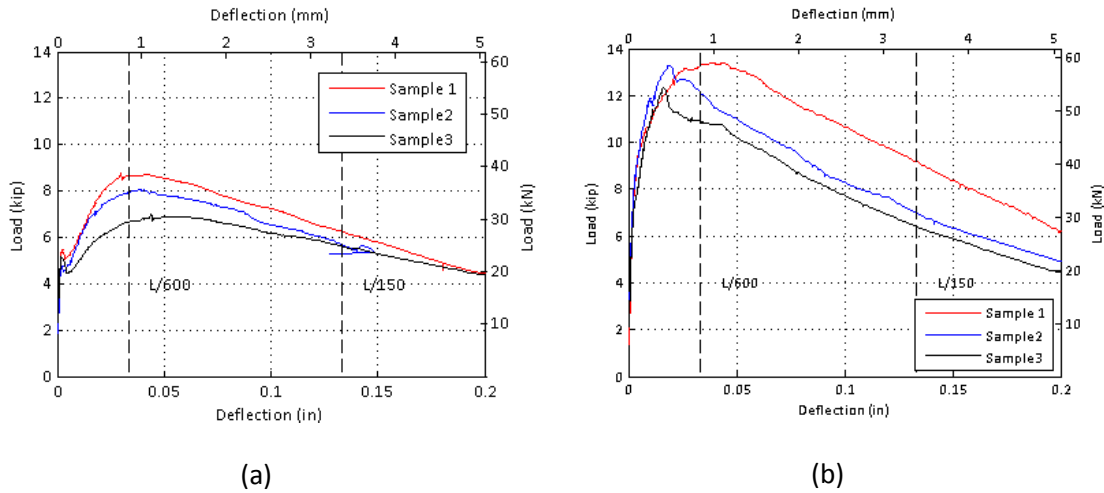 Deflection (mm)
0 1 2 3 4 5
14
12
10
8
6
4
2
0
Load (kip)
60
50
40
30
20
10
Load (kN)
Sample 1
Sample2
Sample3
L/600
L/150
0 0.05 0.1 0.15 0.2
Deflection (in)
(a)
Deflection (mm)
0 1 2 3 4 5
14
12
10
8
6
4
2
0
Load (kip)
60
50
40
30
20
10
Load (kN)
L/600
L/150
Sample 1
Sample2
Sample3
0 0.05 0.1 0.15 0.2
Deflection (in)
(b)